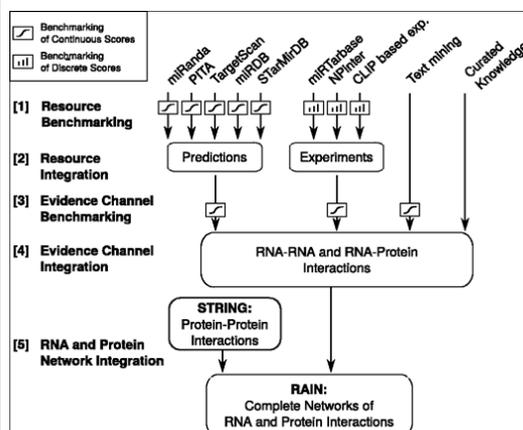 Benchmarking
of Continuous Scores
Benchmarking
of Discrete Scores
miRanda
PITA
TargetScan
miRDB
STarMirDB
miRTarbase
NPInter
CLIP based exp.
Text mining
Curated
Knowledge
[1] Resource
Benchmarking
[2] Resource
Integration
Predictions
Experiments
[3] Evidence Channel
Benchmarking
[4] Evidence Channel
Integration
RNA-RNA and RNA-Protein
Interactions
STRING:
Protein-Protein
Interactions
[5] RNA and Protein
Network Integration
RAIN:
Complete Networks of
RNA and Protein Interactions